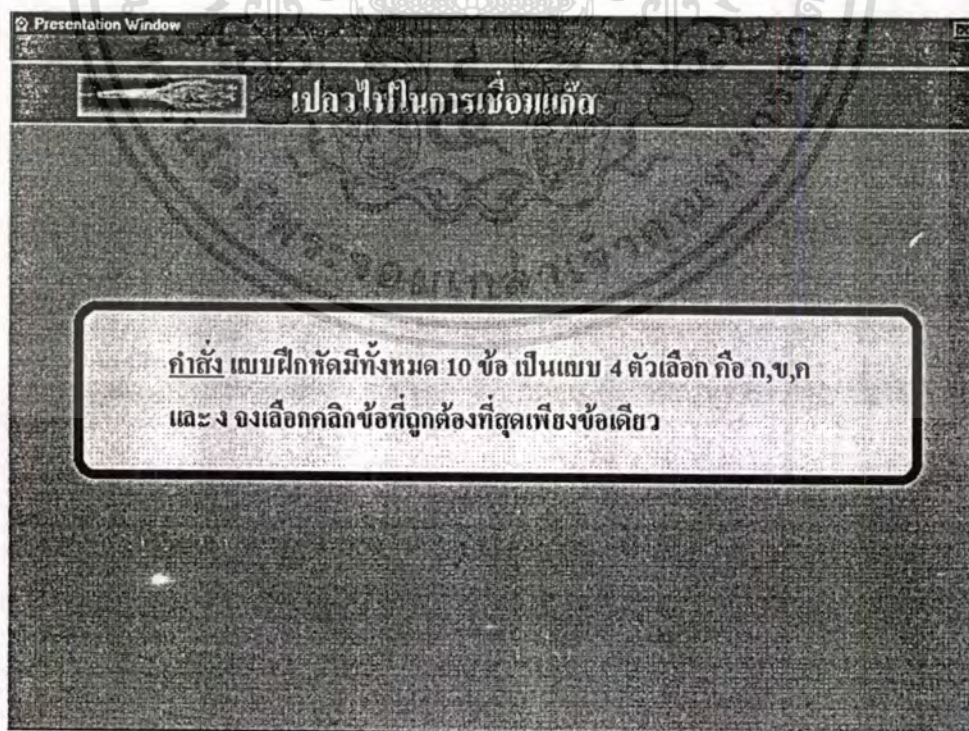 Presentation Window
เปลวไฟในการเชื่อมแก๊ส
คำสั่ง แบบฝึกหัดมีทั้งหมด 10 ข้อ เป็นแบบ 4 ตัวเลือก คือ ก,ข,ค
และ ง จงเลือกคลิกข้อที่ถูกต้องที่สุดเพียงข้อเดียว